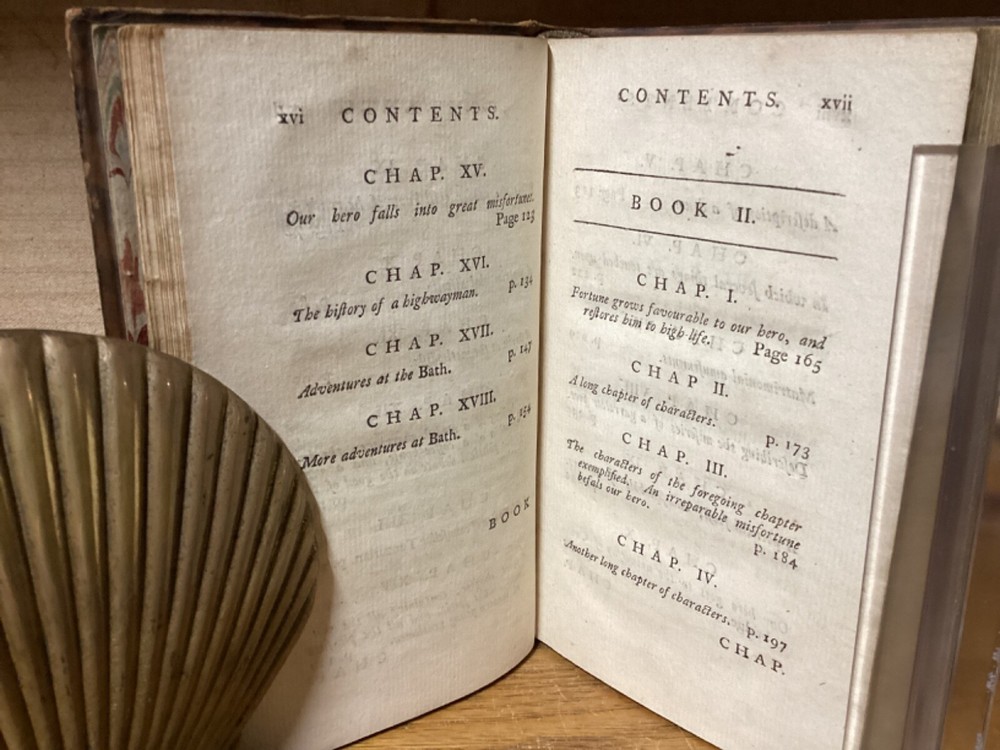 xvi CONTENTS.
CHAP. XV.
Our hero falls into great misfortunes.
Page 123
CHAP. XVI.
The hiſtory of a highwayman. p. 134
CHAP. XVII.
Adventures at the Bath. p. 147
CHAP. XVIII.
More adventures at Bath. p. 154
BOOK
CONTENTS. xvii
BOOK II.
CHAP. I.
Fortune grows favourable to our hero, and
reſtores him to high-life. Page 165
CHAP II.
A long chapter of characters. p. 173
CHAP. III.
The characters of the foregoing chapter
exemplified. An irreparable misfortune
befals our hero. p. 184
CHAP. IV.
Another long chapter of characters. p. 197
CHAP.